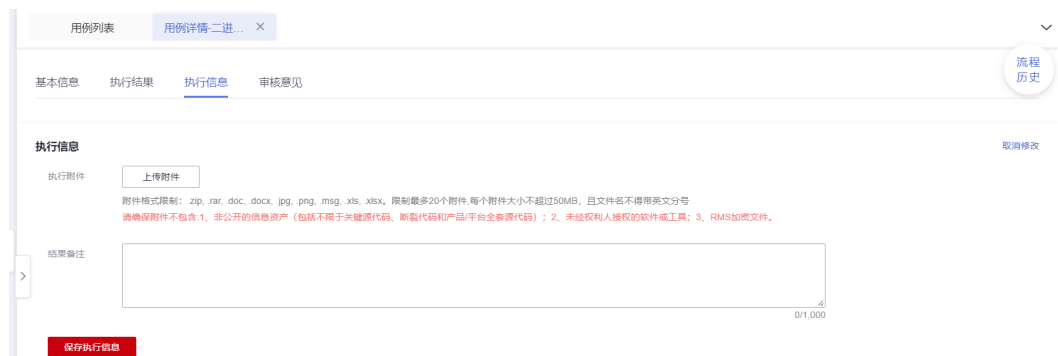 用例列表
用例详情-二进...
流程
历史
基本信息 执行结果 执行信息 审核意见
执行信息
取消修改
执行附件
上传附件
附件格式限制：.zip, .rar, .doc, .docx, .jpg, .png, .msg, .xls, .xlsx。限制最多20个附件,每个附件大小不超过50MB，且文件名不得带英文分号
请确保附件不包含:1、非公开的信息资产（包括不限于关键源代码、断裂代码和产品/平台全套源代码）；2、未经权利人授权的软件或工具；3、RMS加密文件。
结果备注
0/1,000
保存执行信息